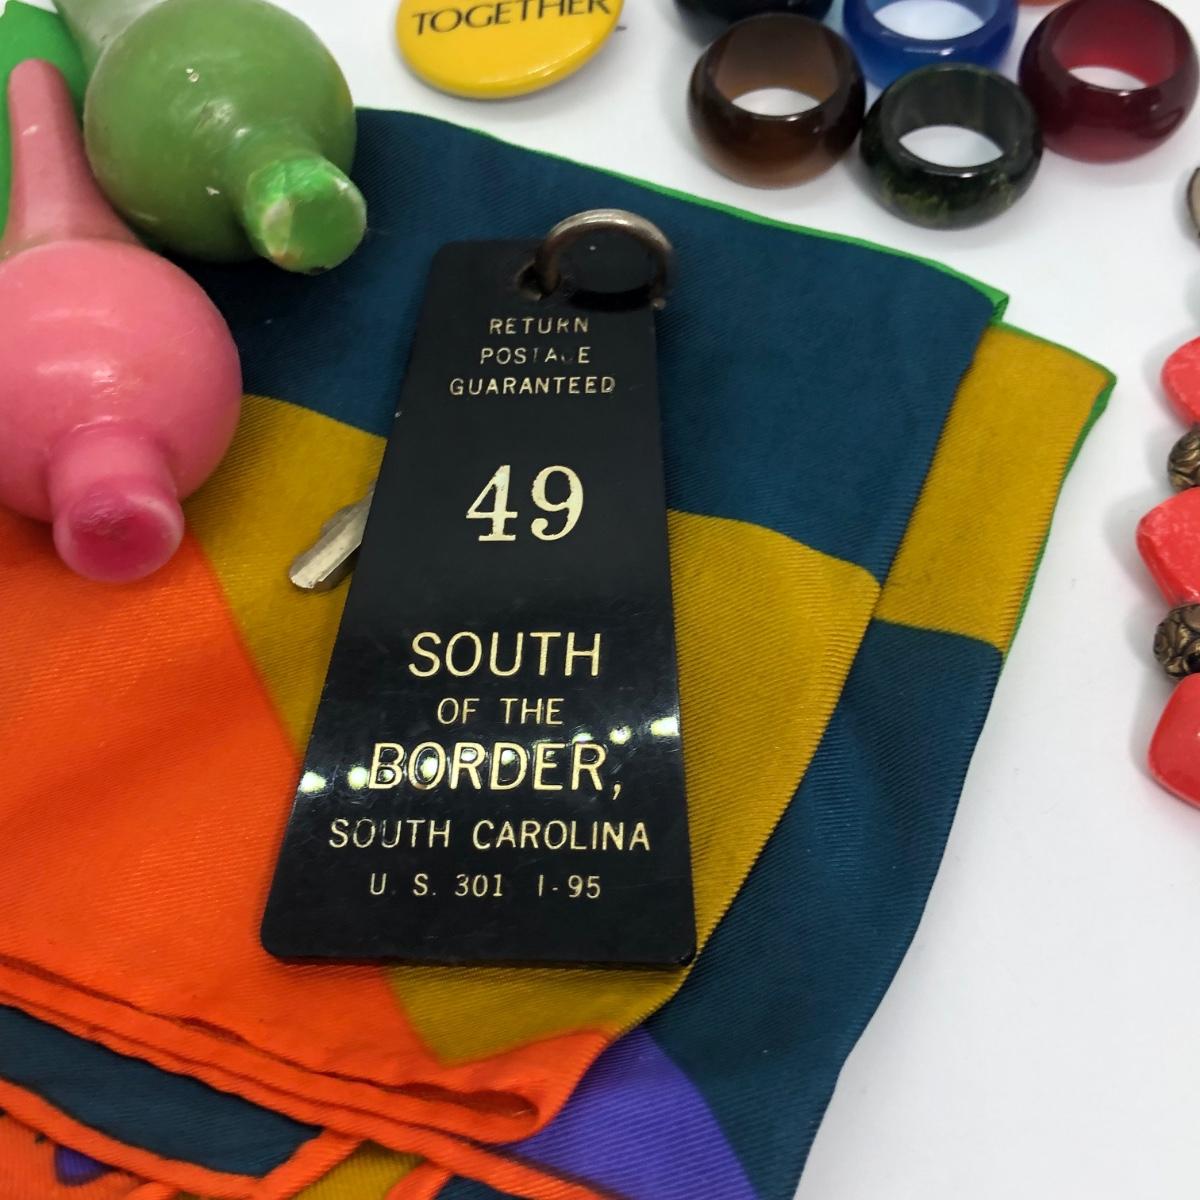 TOGETHER
RETURN
POSTAGE
GUARANTEED
49
SOUTH
OF THE
BORDER,
SOUTH CAROLINA
U. S. 301 I-95